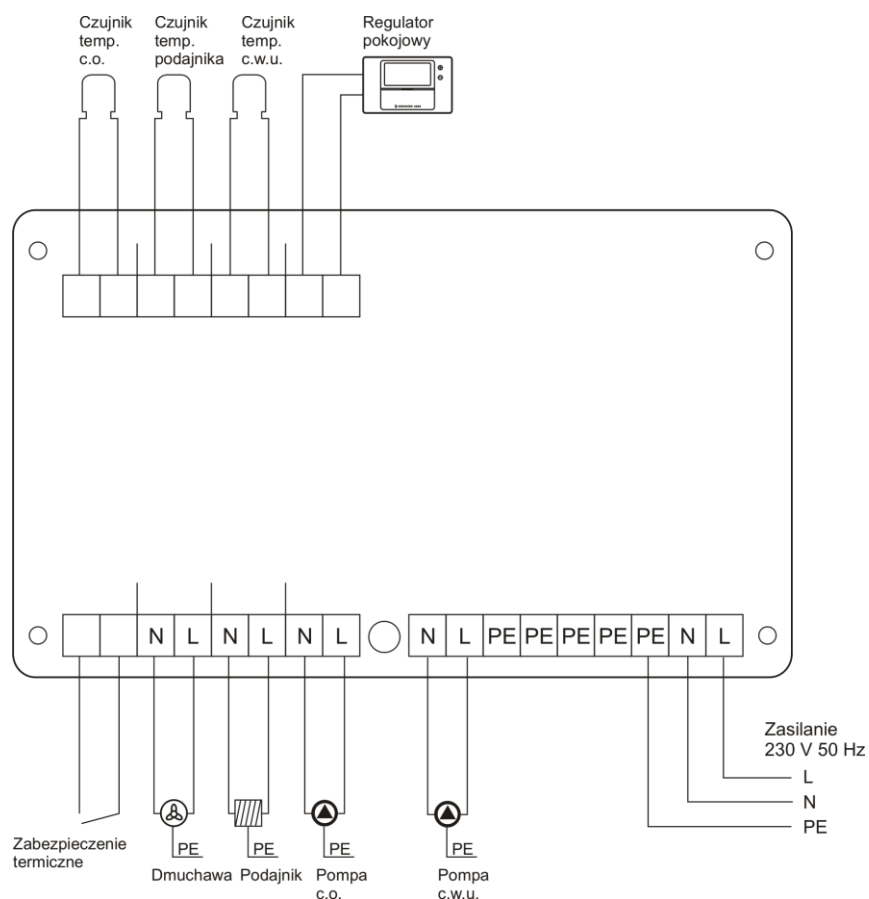 Czujnik
temp.
c.o.
Czujnik
temp.
podajnika
Czujnik
temp.
c.w.u.
Regulator
pokojowy
N L N L N L
N L PE PE PE PE PE N L
Zasilanie
230 V 50 Hz
L
N
PE
Zabezpieczenie
termiczne
PE
Dmuchawa
PE
Podajnik
PE
Pompa
c.o.
PE
Pompa
c.w.u.